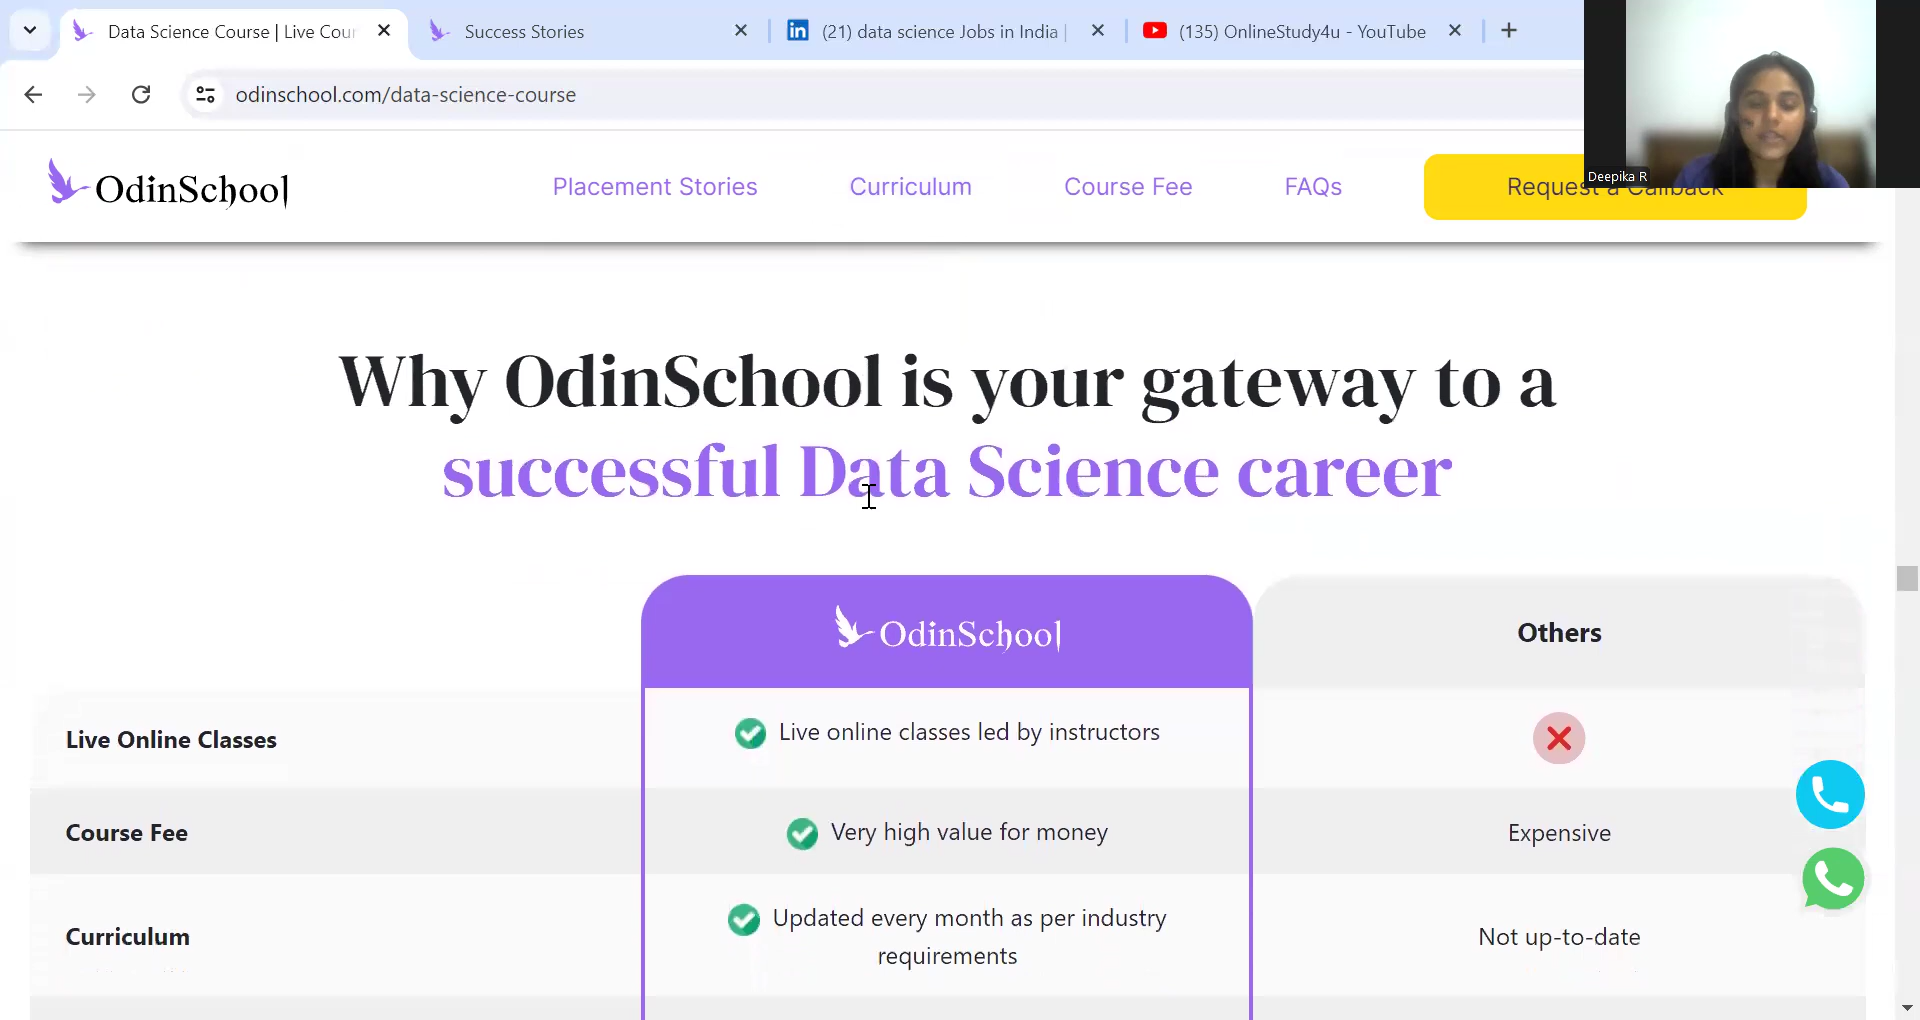 Data Science Course | Live Cour
Success Stories
(21) data science Jobs in India |
(135) OnlineStudy4u - YouTube
odinschool.com/data-science-course
Deepika R
OdinSchool
Placement Stories
Curriculum
Course Fee
FAQs
Request a Callback
Why OdinSchool is your gateway to a
successful Data Science career
OdinSchool
Others
Live Online Classes
Live online classes led by instructors
Course Fee
Very high value for money
Expensive
Curriculum
Updated every month as per industry
requirements
Not up-to-date